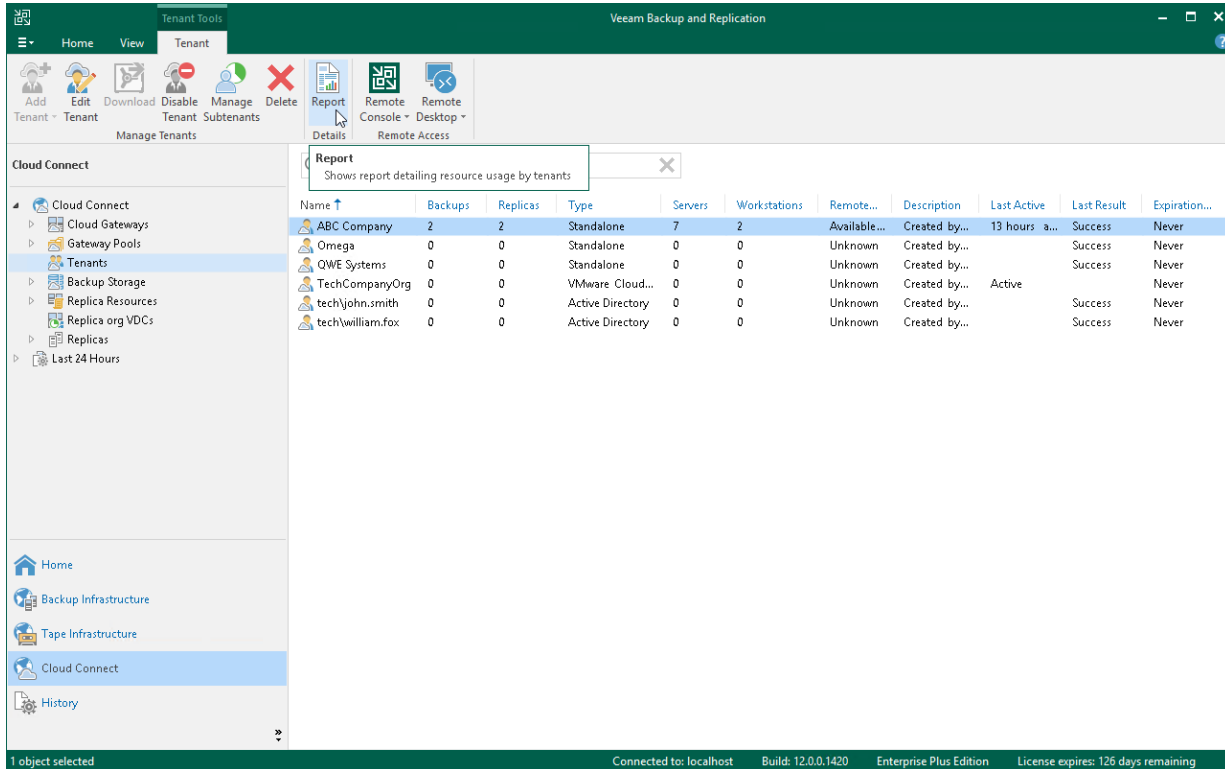 Tenant Tools
Veeam Backup and Replication
Home View Tenant
Add Tenant
Edit Tenant
Download
Disable Tenant
Manage Subtenants
Delete
Report
Remote Console
Remote Desktop
Manage Tenants
Details
Remote Access
Cloud Connect
Report
Shows report detailing resource usage by tenants
Cloud Connect
Cloud Gateways
Gateway Pools
Tenants
Backup Storage
Replica Resources
Replica org VDCs
Replicas
Last 24 Hours
Name Backups Replicas Type Servers Workstations Remote... Description Last Active Last Result Expiration...
ABC Company 2 2 Standalone 7 2 Available... Created by... 13 hours a... Success Never
Omega 0 0 Standalone 0 0 Unknown Created by... Success Never
QWE Systems 0 0 Standalone 0 0 Unknown Created by... Success Never
TechCompanyOrg 0 0 VMware Cloud... 0 0 Unknown Created by... Active Never
tech\john.smith 0 0 Active Directory 0 0 Unknown Created by... Success Never
tech\william.fox 0 0 Active Directory 0 0 Unknown Created by... Success Never
Home
Backup Infrastructure
Tape Infrastructure
Cloud Connect
History
1 object selected
Connected to: localhost Build: 12.0.0.1420 Enterprise Plus Edition License expires: 126 days remaining